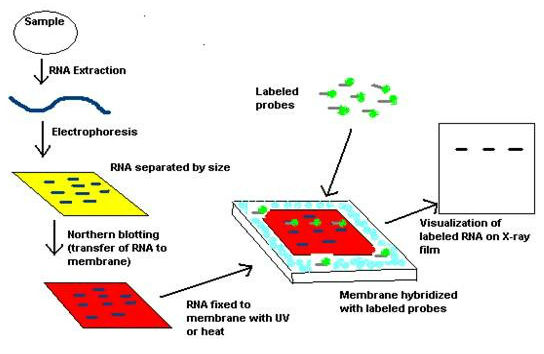 Sample
RNA Extraction
Electrophoresis
RNA separated by size
Northern blotting
(transfer of RNA to
membrane)
RNA fixed to
membrane with UV
or heat
Labeled
probes
Membrane hybridized
with labeled probes
Visualization of
labeled RNA on X-ray
film